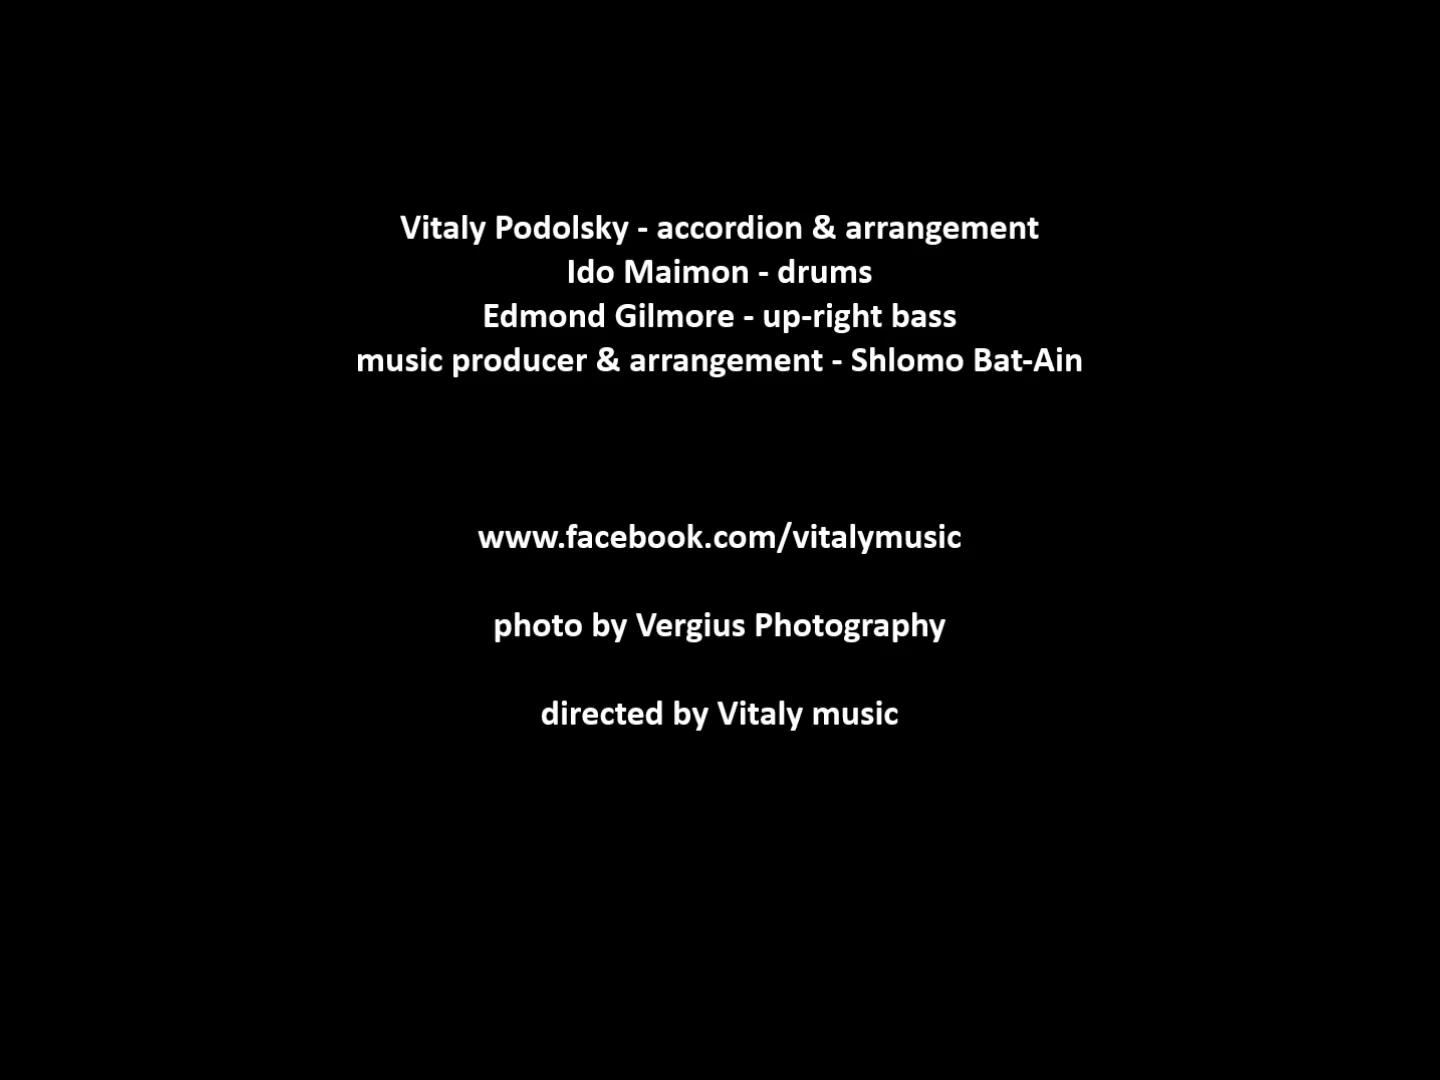 Vitaly Podolsky - accordion & arrangement
Ido Maimon - drums
Edmond Gilmore - up-right bass
music producer & arrangement - Shlomo Bat-Ain
www.facebook.com/vitalymusic
photo by Vergius Photography
directed by Vitaly music